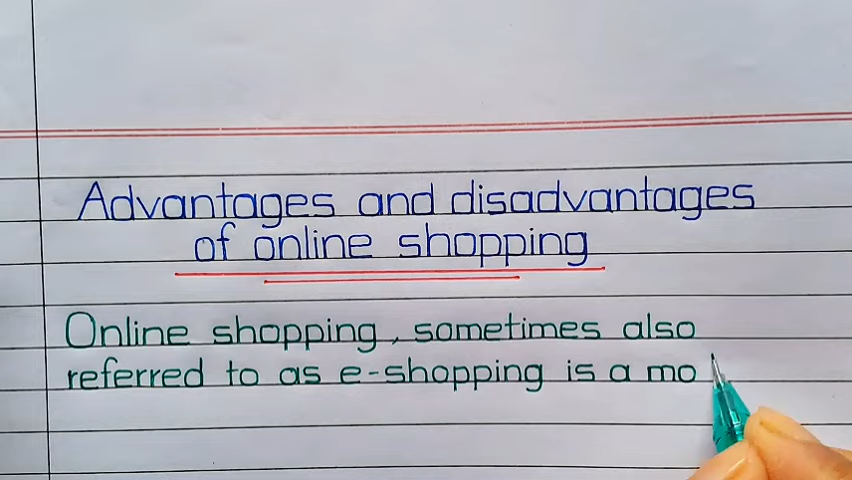 Advantages and disadvantages
of online shopping
Online shopping, sometimes also
referred to as e-shopping is a mo